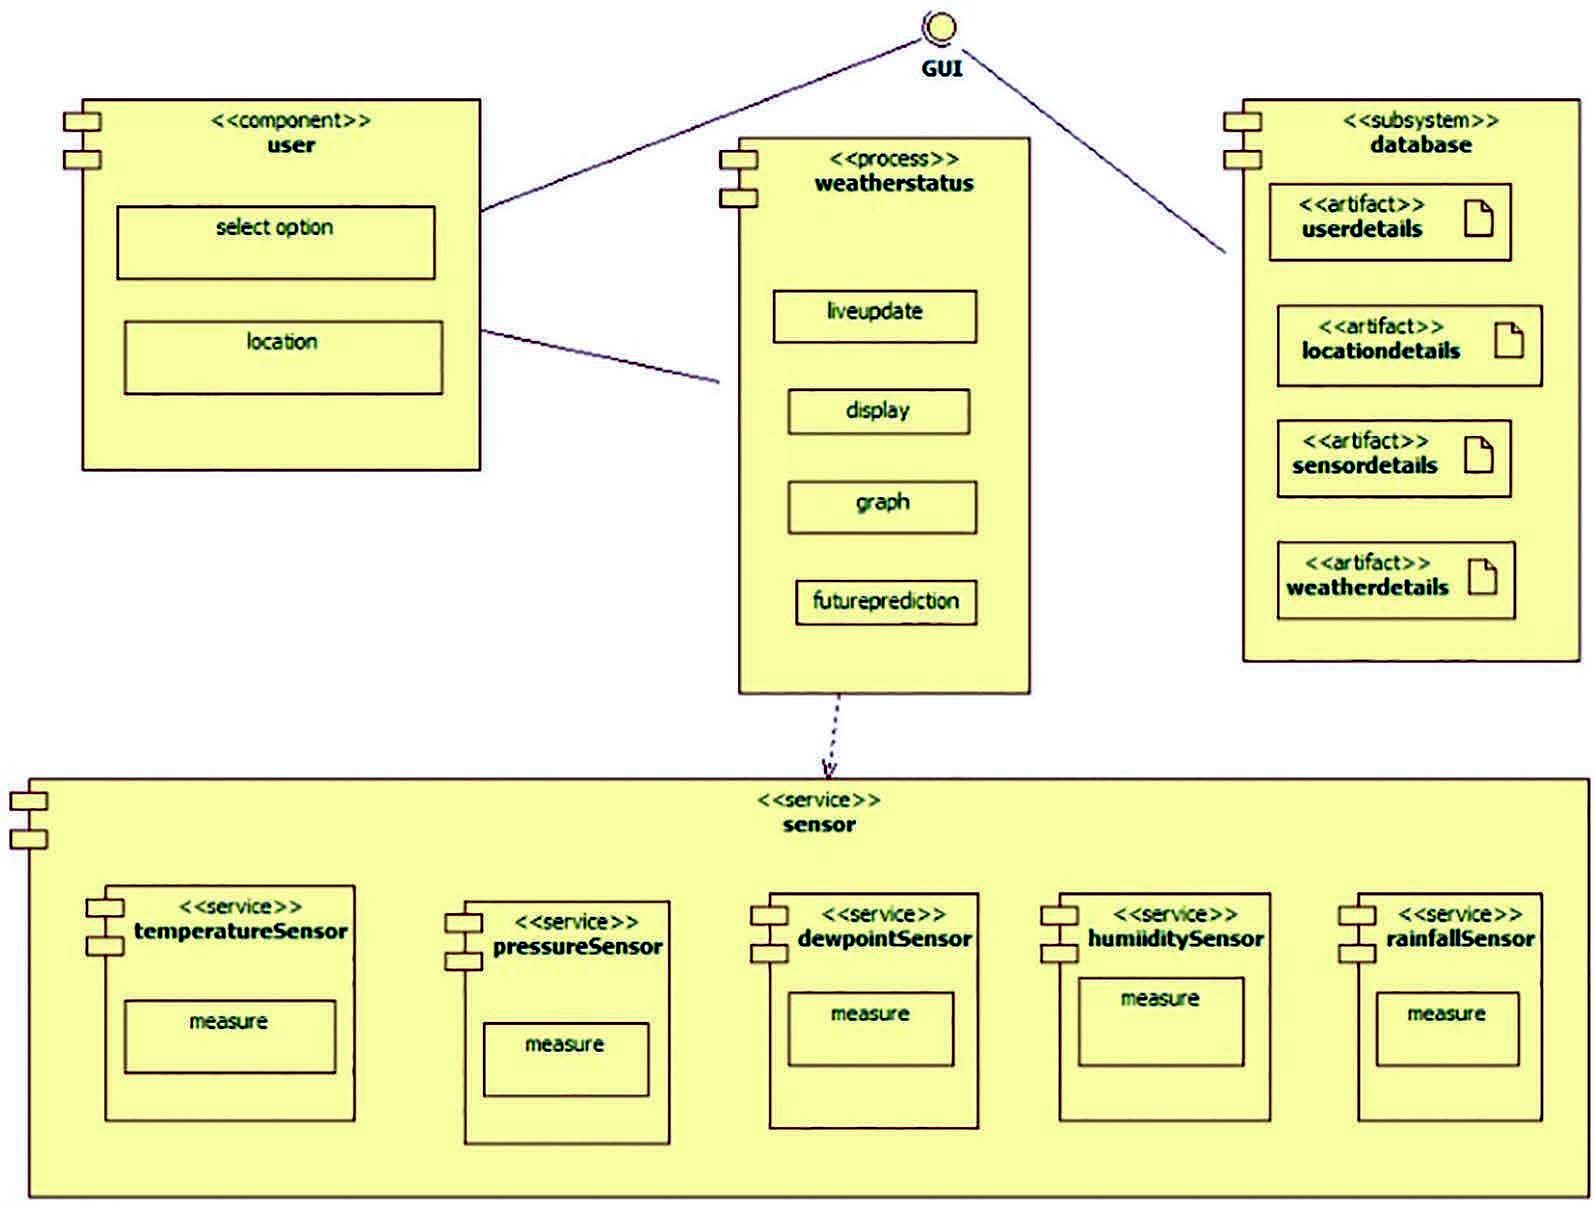 GUI
<<component>>
user
select option
location
<<process>>
weatherstatus
liveupdate
display
graph
futureprediction
<<subsystem>>
database
<<artifact>>
userdetails
<<artifact>>
locationdetails
<<artifact>>
sensordetails
<<artifact>>
weatherdetails
<<service>>
sensor
<<service>>
temperatureSensor
measure
<<service>>
pressureSensor
measure
<<service>>
dewpointSensor
measure
<<service>>
humiiditySensor
measure
<<service>>
rainfallSensor
measure